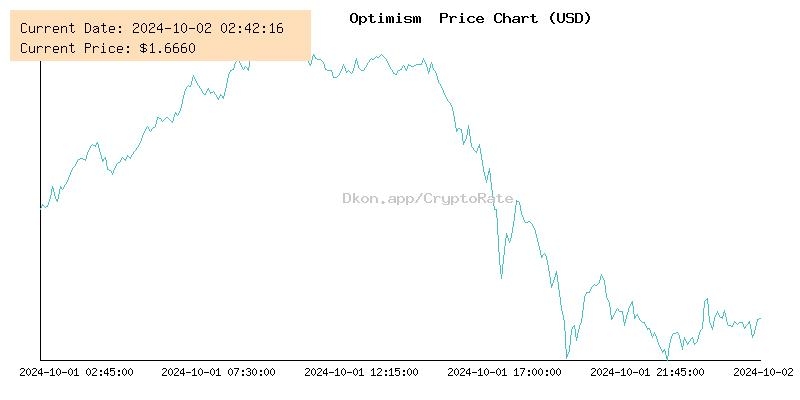 Optimism Price Chart (USD)
Current Date: 2024-10-02 02:42:16
Current Price: $1.6660
Dkon.app/CryptoRate
2024-10-01 02:45:00 2024-10-01 07:30:00 2024-10-01 12:15:00 2024-10-01 17:00:00 2024-10-01 21:45:00 2024-10-02